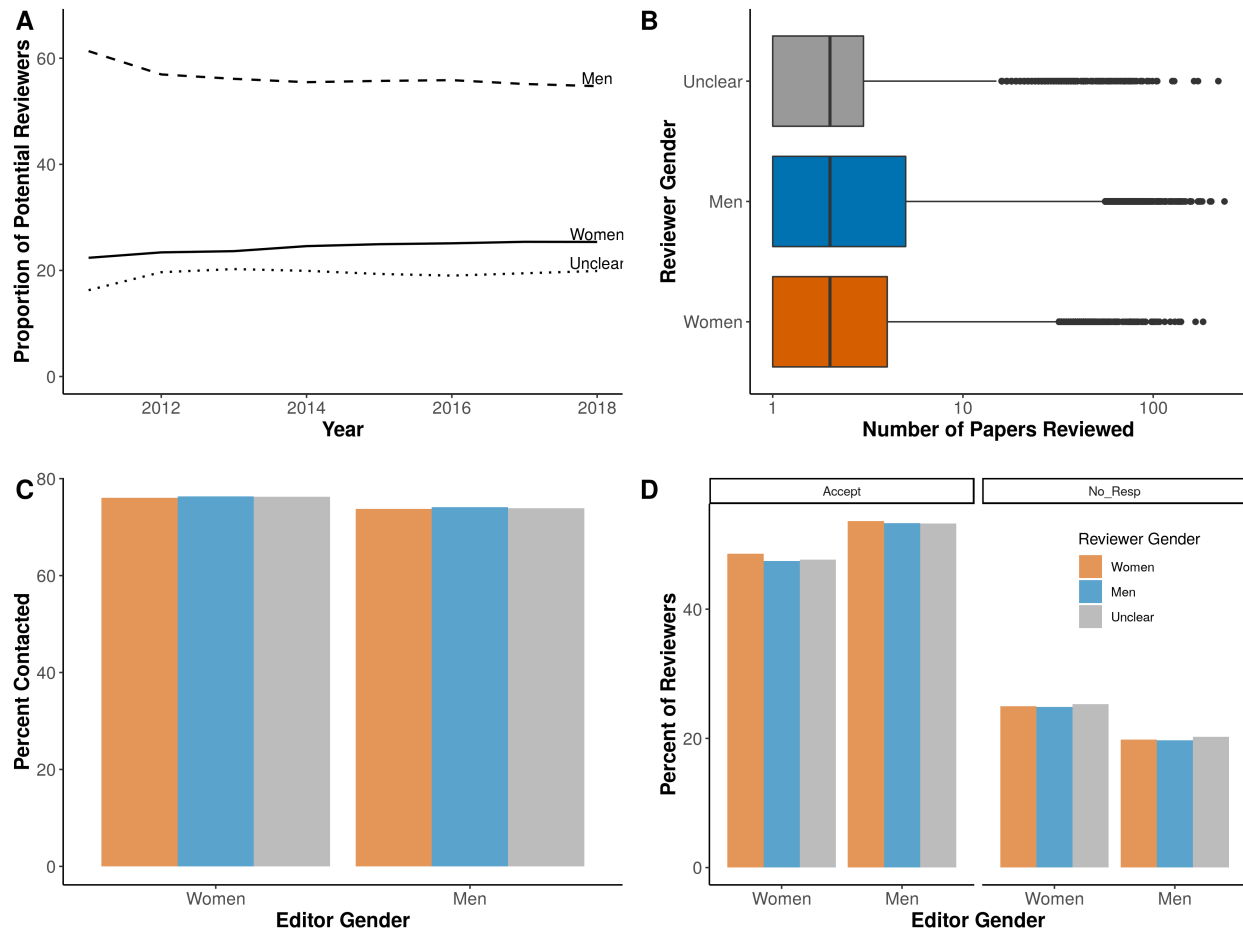 A
Proportion of Potential Reviewers
60
40
20
0
Men
Women
Unclear
2012
2014
2016
2018
Year
B
Reviewer Gender
Unclear
Men
Women
1
10
100
Number of Papers Reviewed
C
Percent Contacted
80
60
40
20
0
Women
Men
Editor Gender
D
Accept
No_Resp
Percent of Reviewers
40
20
0
Reviewer Gender
Women
Men
Unclear
Women
Men
Women
Men
Editor Gender